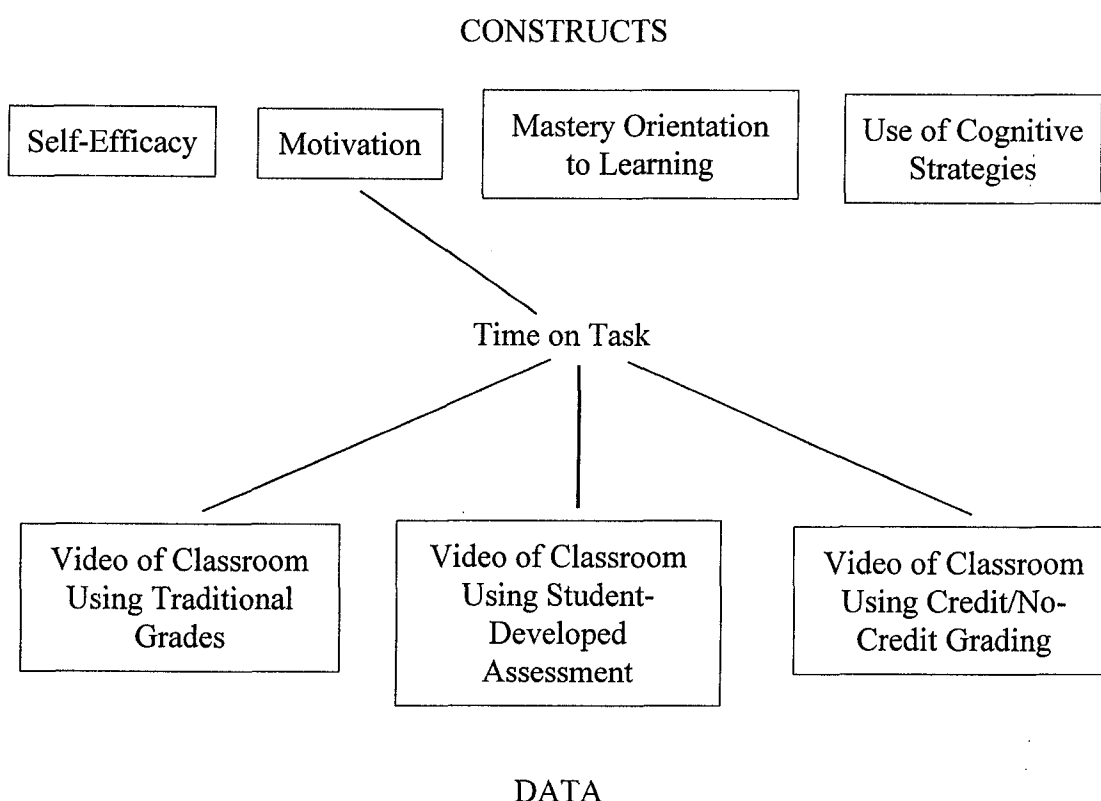 CONSTRUCTS
Self-Efficacy
Motivation
Mastery Orientation
to Learning
Use of Cognitive
Strategies
Time on Task
Video of Classroom
Using Traditional
Grades
Video of Classroom
Using Student-
Developed
Assessment
Video of Classroom
Using Credit/No-
Credit Grading
DATA